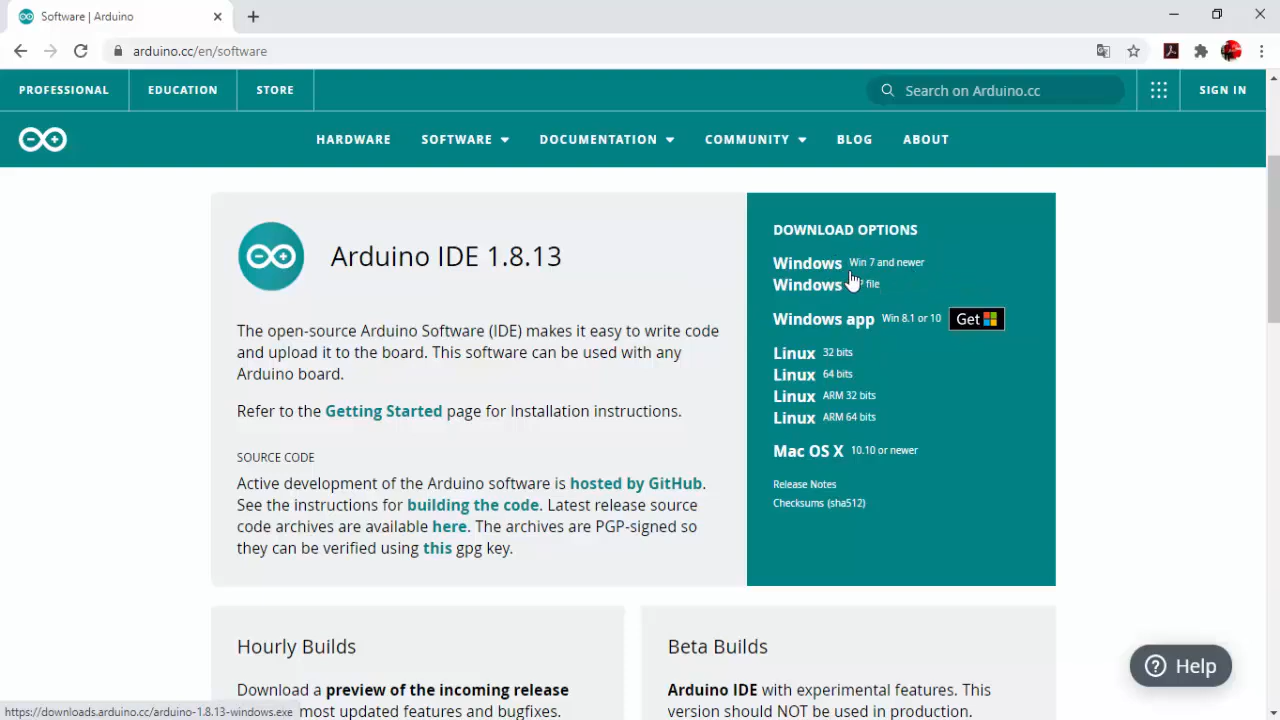 Software | Arduino
arduino.cc/en/software
PROFESSIONAL EDUCATION STORE Search on Arduino.cc SIGN IN
HARDWARE SOFTWARE DOCUMENTATION COMMUNITY BLOG ABOUT
Arduino IDE 1.8.13
The open-source Arduino Software (IDE) makes it easy to write code
and upload it to the board. This software can be used with any
Arduino board.
Refer to the Getting Started page for Installation instructions.
SOURCE CODE
Active development of the Arduino software is hosted by GitHub.
See the instructions for building the code. Latest release source
code archives are available here. The archives are PGP-signed so
they can be verified using this gpg key.
DOWNLOAD OPTIONS
Windows Win 7 and newer
Windows file
Windows app Win 8.1 or 10 Get
Linux 32 bits
Linux 64 bits
Linux ARM 32 bits
Linux ARM 64 bits
Mac OS X 10.10 or newer
Release Notes
Checksums (sha512)
Hourly Builds
Download a preview of the incoming release
most updated features and bugfixes.
Beta Builds
Arduino IDE with experimental features. This
version should NOT be used in production.
Help
https://downloads.arduino.cc/arduino-1.8.13-windows.exe